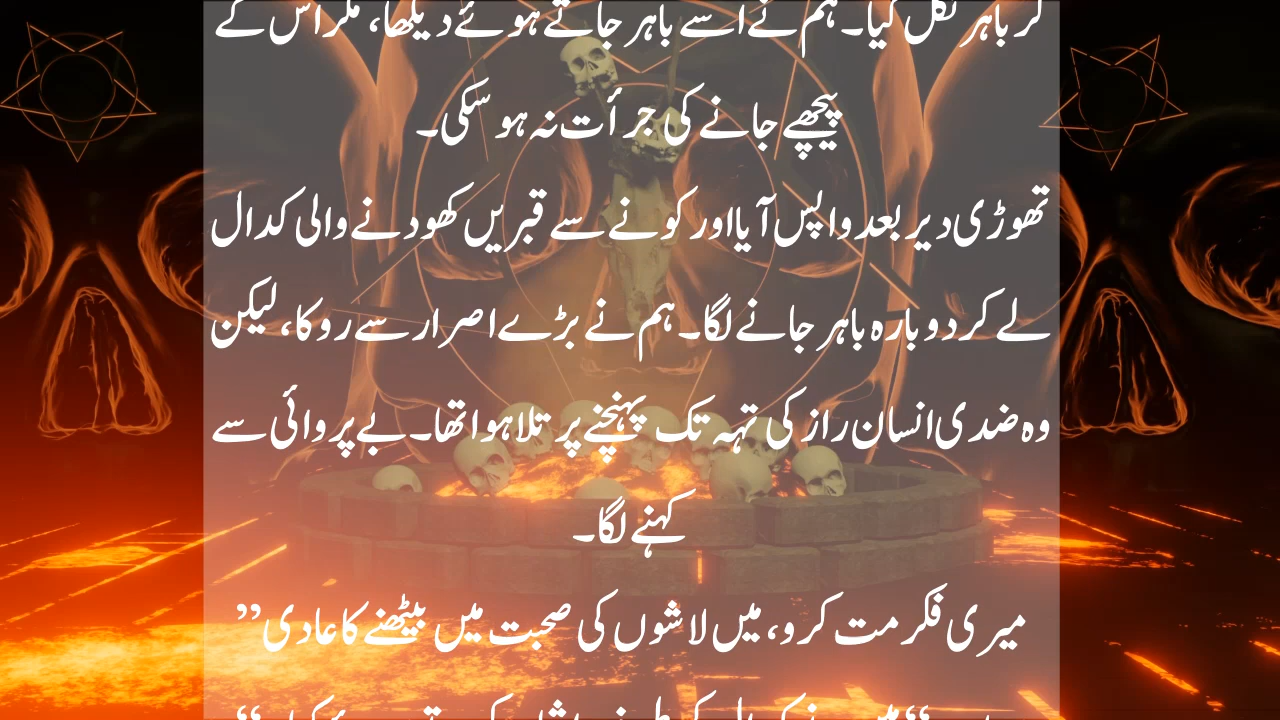 کر باہر نکل گیا۔ ہم نے اسے باہر جاتے ہوئے دیکھا، مگر اس کے
پیچھے جانے کی جرأت نہ ہو سکی۔
تھوڑی دیر بعد واپس آیا اور کونے سے قبریں کھودنے والی کدال
لے کر دوبارہ باہر جانے لگا۔ ہم نے بڑے اصرار سے روکا، لیکن
وہ ضدی انسان راز کی تہہ تک پہنچنے پر تلا ہوا تھا۔ بے پروائی سے
کہنے لگا۔
میری فکر مت کرو، میں لاشوں کی صحبت میں بیٹھنے کا عادی”